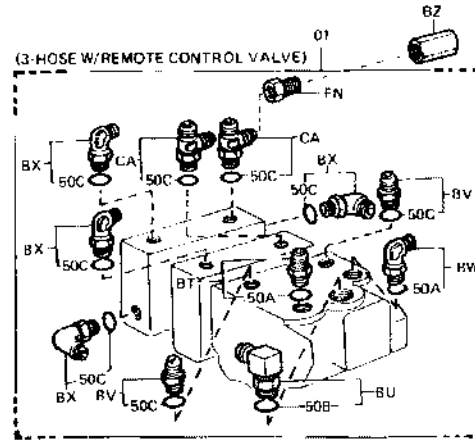 BZ
01
(3-HOSE W/REMOTE CONTROL VALVE)
FN
CA
CA
BX
BX
50C
50C
50C
50C
BV
50C
BX
50C
BT
50A
BW
50A
50C
BX
BV
50C
BU
50B